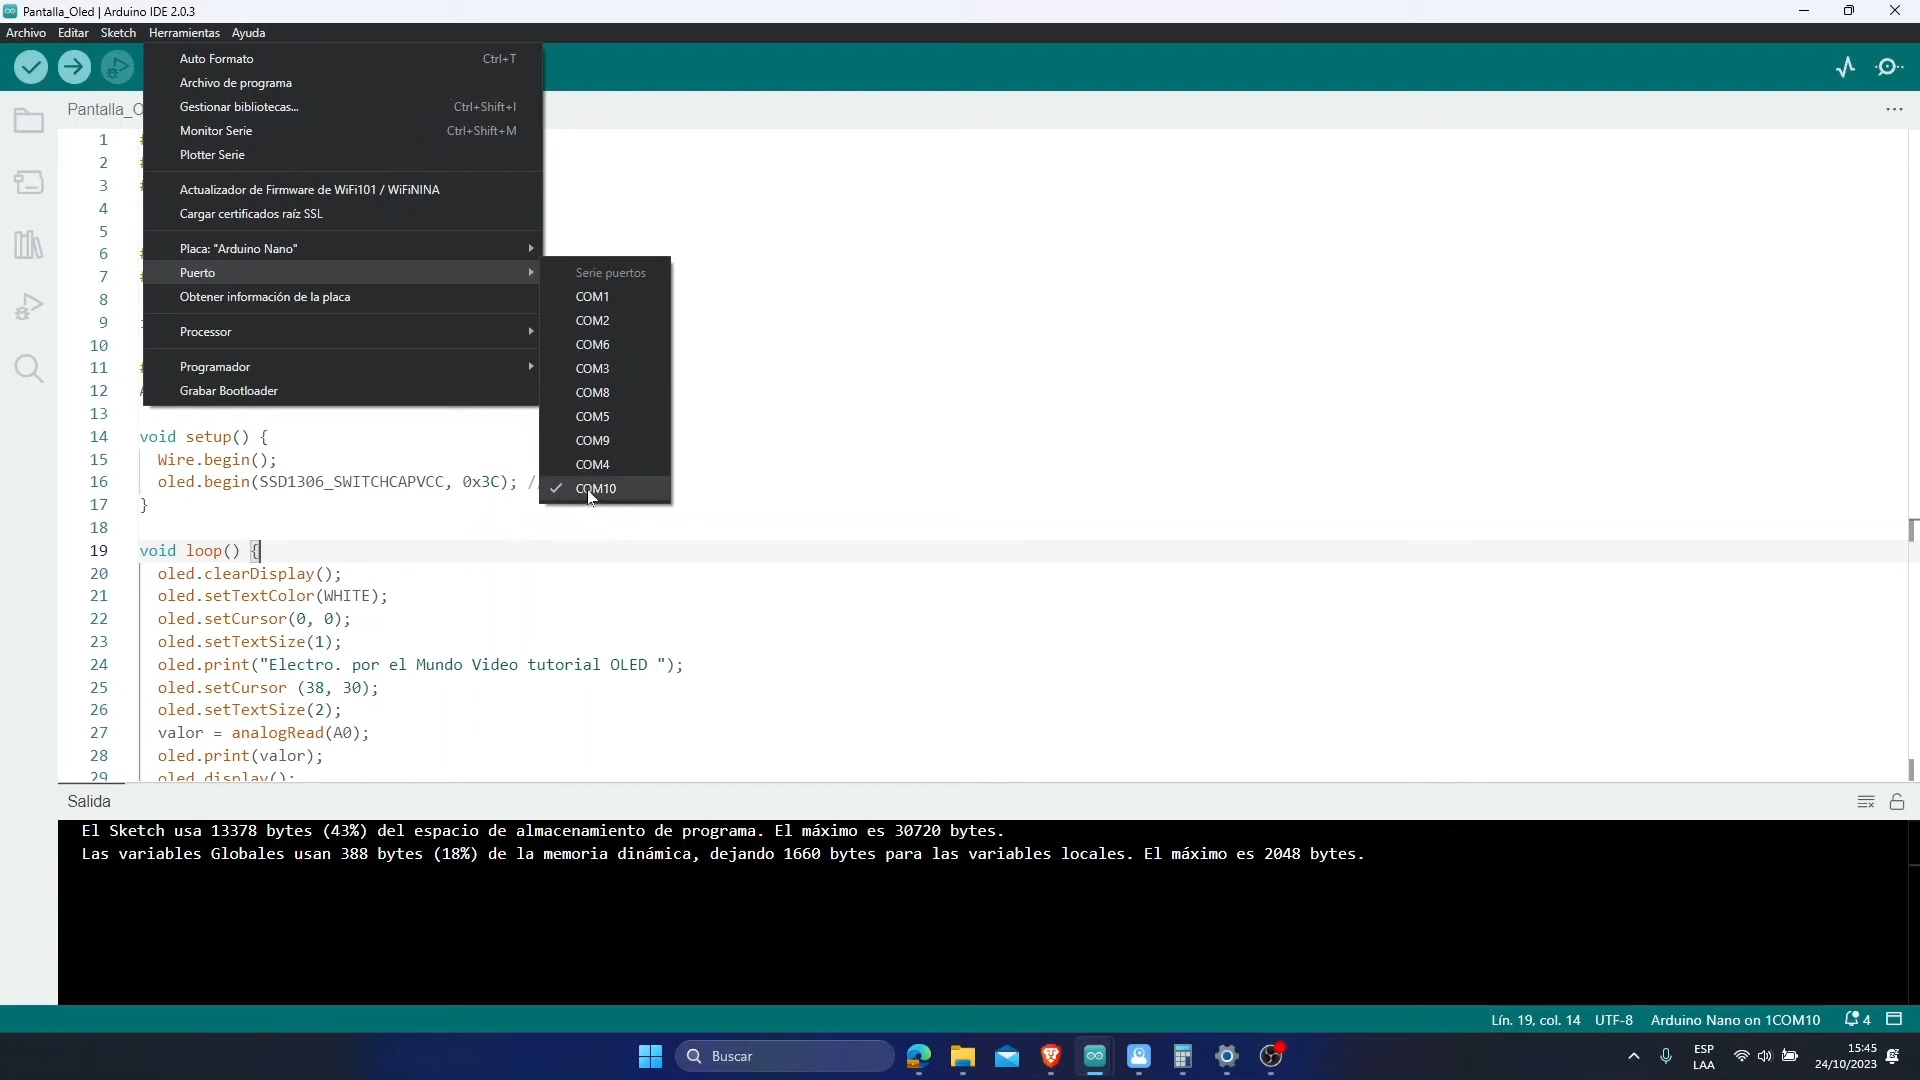 Pantalla_Oled | Arduino IDE 2.0.3
Archivo Editar Sketch Herramientas Ayuda
Auto Formato Ctrl+T
Archivo de programa
Gestionar bibliotecas... Ctrl+Shift+I
Monitor Serie Ctrl+Shift+M
Plotter Serie
Actualizador de Firmware de WiFi101 / WiFiNINA
Cargar certificados raíz SSL
Placa: "Arduino Nano"
Puerto
Obtener información de la placa
Processor
Programador
Grabar Bootloader
Serie puertos
COM1
COM2
COM6
COM3
COM8
COM5
COM9
COM4
COM10
Pantalla_O
1
2
3
4
5
6
7
8
9
10
11
12
13
14 void setup() {
15 Wire.begin();
16 oled.begin(SSD1306_SWITCHCAPVCC, 0x3C); /
17 }
18
19 void loop() {
20 oled.clearDisplay();
21 oled.setTextColor(WHITE);
22 oled.setCursor(0, 0);
23 oled.setTextSize(1);
24 oled.print("Electro. por el Mundo Video tutorial OLED ");
25 oled.setCursor (38, 30);
26 oled.setTextSize(2);
27 valor = analogRead(A0);
28 oled.print(valor);
29 oled.display();
Salida
El Sketch usa 13378 bytes (43%) del espacio de almacenamiento de programa. El máximo es 30720 bytes.
Las variables Globales usan 388 bytes (18%) de la memoria dinámica, dejando 1660 bytes para las variables locales. El máximo es 2048 bytes.
Lín. 19, col. 14 UTF-8 Arduino Nano on 1COM10 4
Buscar
ESP
LAA
15:45
24/10/2023